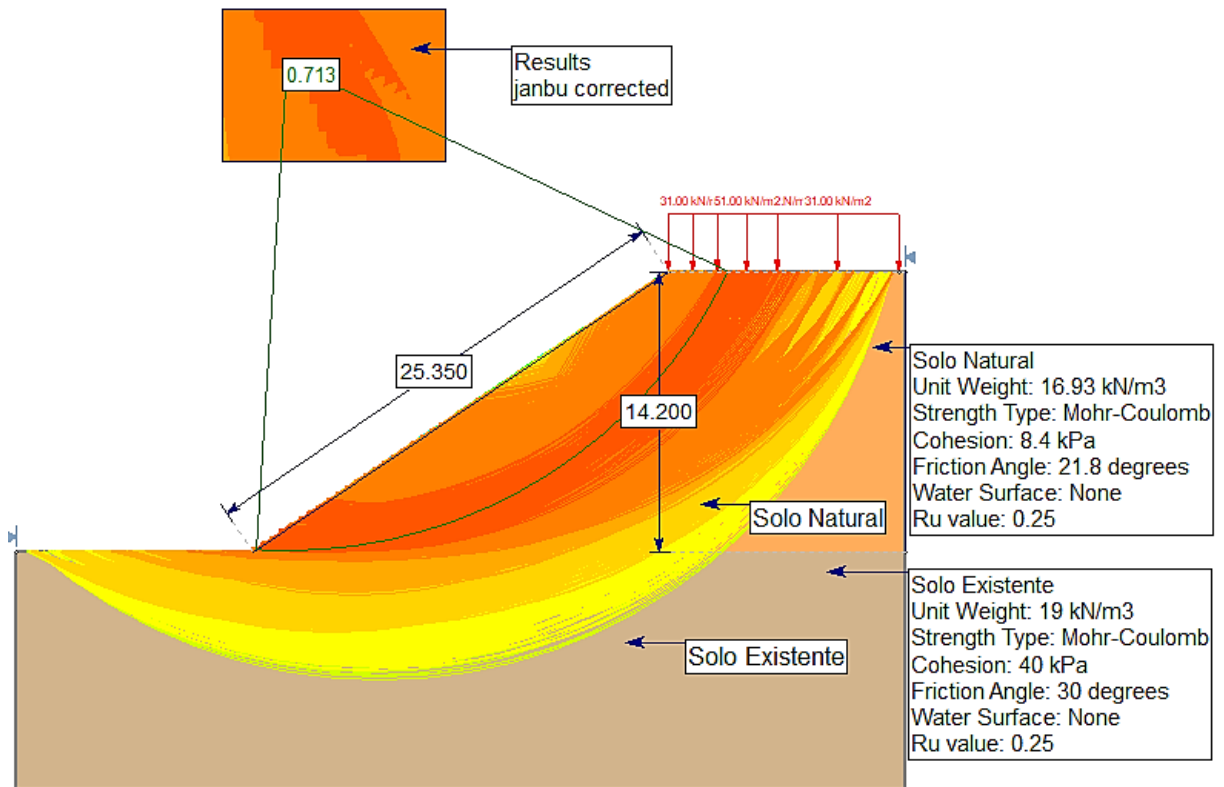 Results
janbu corrected
0.713
31.00 kN/r51.00 kN/m2.N/m31.00 kN/m2
25.350
14.200
Solo Natural
Unit Weight: 16.93 kN/m3
Strength Type: Mohr-Coulomb
Cohesion: 8.4 kPa
Friction Angle: 21.8 degrees
Water Surface: None
Ru value: 0.25
Solo Natural
Solo Existente
Unit Weight: 19 kN/m3
Strength Type: Mohr-Coulomb
Cohesion: 40 kPa
Friction Angle: 30 degrees
Water Surface: None
Ru value: 0.25
Solo Existente